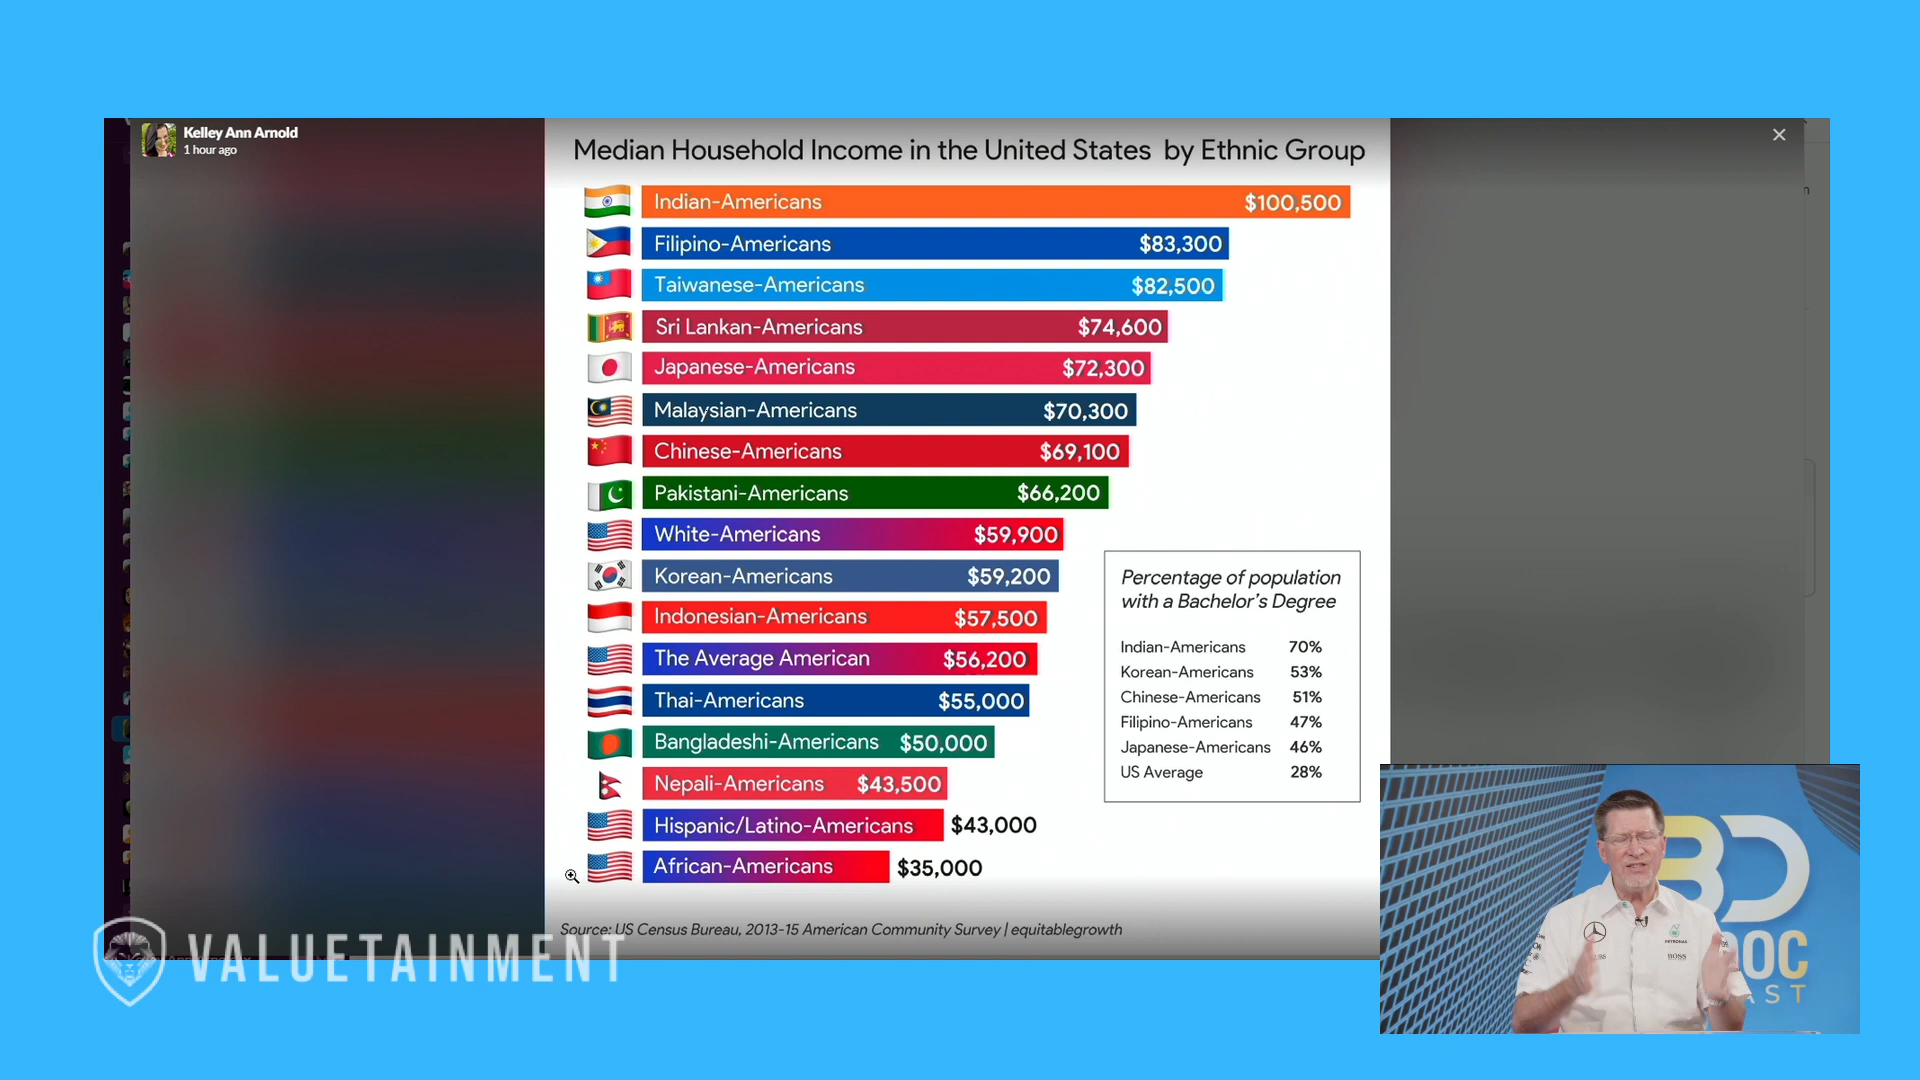 Kelley Ann Arnold
1 hour ago
Median Household Income in the United States by Ethnic Group
Indian-Americans $100,500
Filipino-Americans $83,300
Taiwanese-Americans $82,500
Sri Lankan-Americans $74,600
Japanese-Americans $72,300
Malaysian-Americans $70,300
Chinese-Americans $69,100
Pakistani-Americans $66,200
White-Americans $59,900
Korean-Americans $59,200
Indonesian-Americans $57,500
The Average American $56,200
Thai-Americans $55,000
Bangladeshi-Americans $50,000
Nepali-Americans $43,500
Hispanic/Latino-Americans $43,000
African-Americans $35,000
Percentage of population
with a Bachelor's Degree
Indian-Americans 70%
Korean-Americans 53%
Chinese-Americans 51%
Filipino-Americans 47%
Japanese-Americans 46%
US Average 28%
Source: US Census Bureau, 2013-15 American Community Survey | equitablegrowth
VALUETAINMENT
BOSS